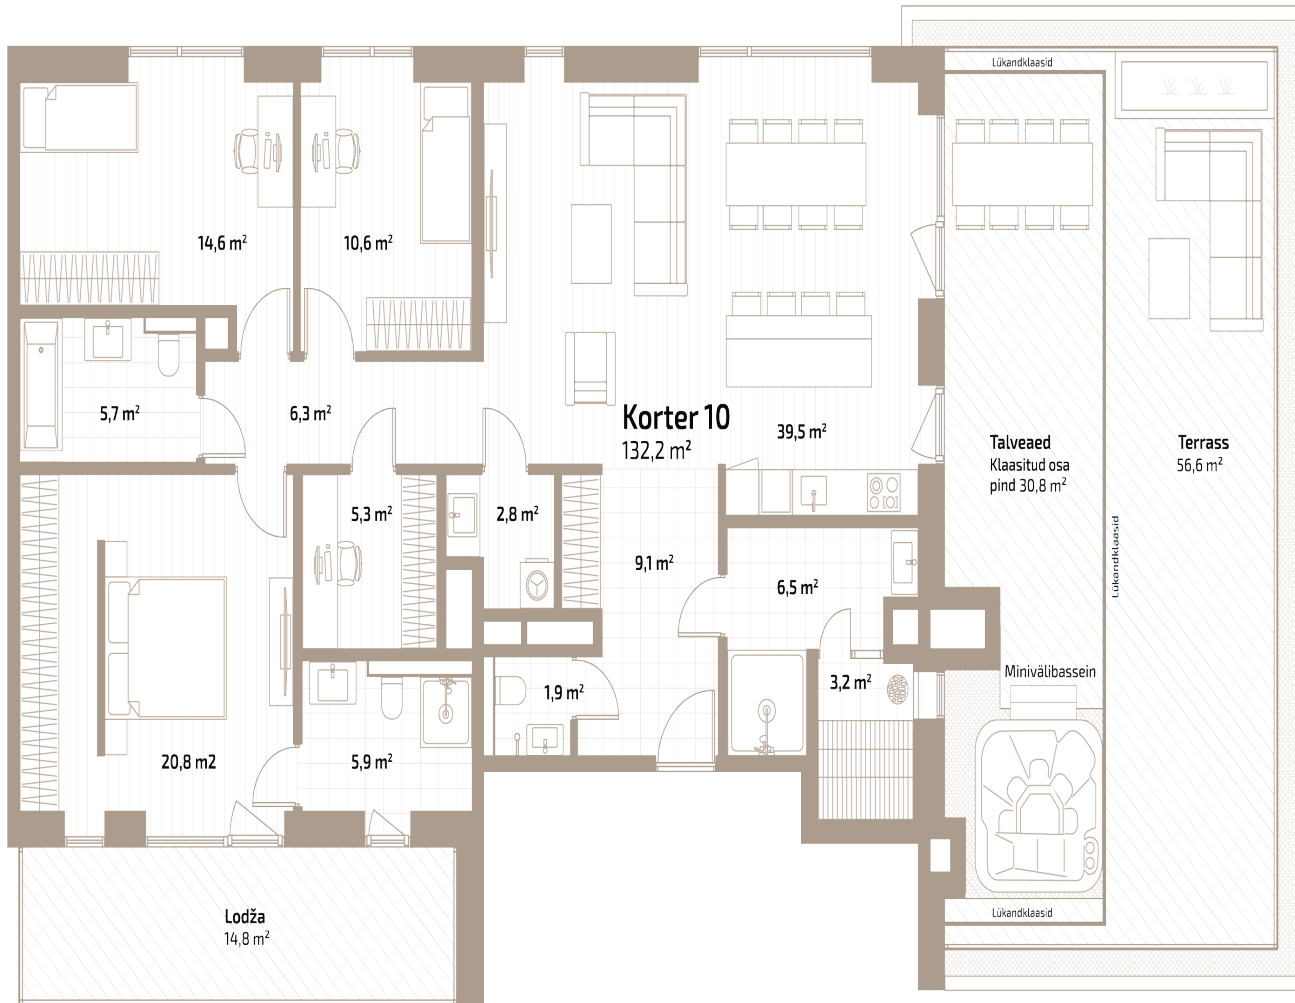 Lükandklaasid
14,6 m²
10,6 m²
5,7 m²
6,3 m²
Korter 10
132,2 m²
39,5 m²
Talveaed
Klaasitud osa
pind 30,8 m²
Terrass
56,6 m²
5,3 m²
2,8 m²
9,1 m²
6,5 m²
Lükandklaasid
Minivälibassein
1,9 m²
3,2 m²
20,8 m2
5,9 m²
Lodža
14,8 m²
Lükandklaasid